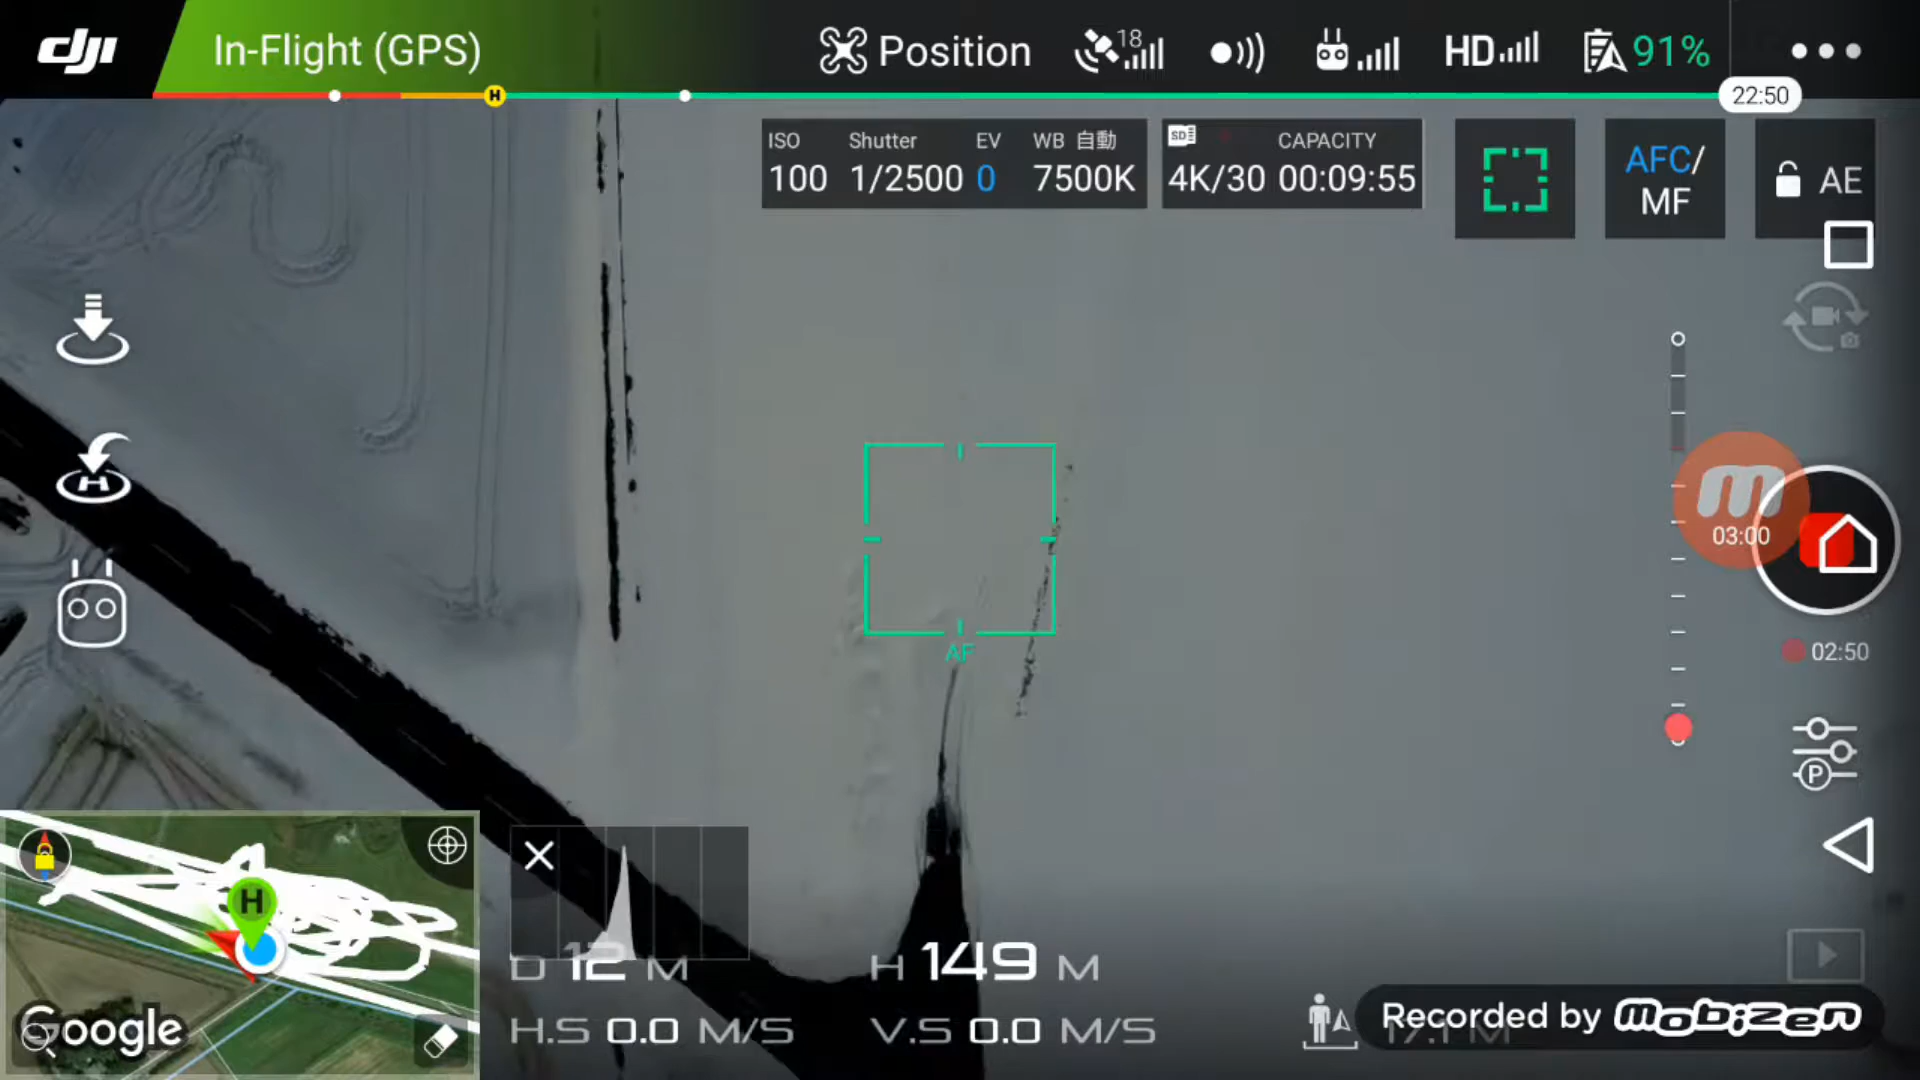 dji In-Flight (GPS) Position 18 HD 91%
H 22:50
ISO Shutter EV WB 自動
100 1/2500 0 7500K
SD CAPACITY
4K/30 00:09:55
AFC/
MF
AE
H
m
03:00
AF
02:50
P
H
Google
D 12 M H 149 M
H.S 0.0 M/S V.S 0.0 M/S
Recorded by mobizen